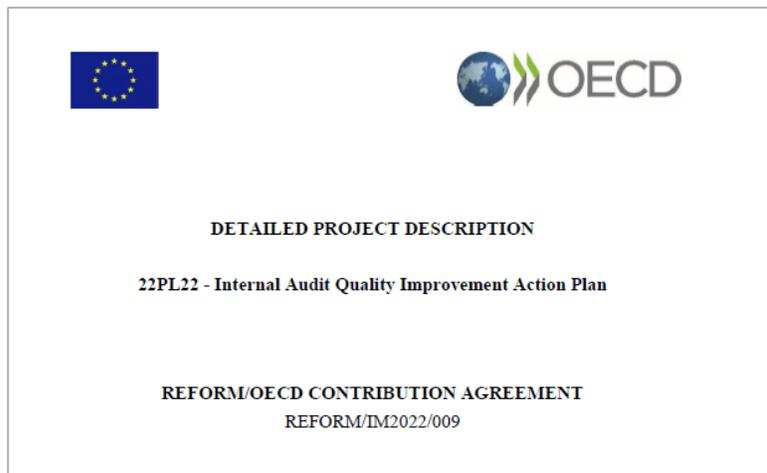 OECD
DETAILED PROJECT DESCRIPTION
22PL22 - Internal Audit Quality Improvement Action Plan
REFORM/OECD CONTRIBUTION AGREEMENT
REFORM/IM2022/009